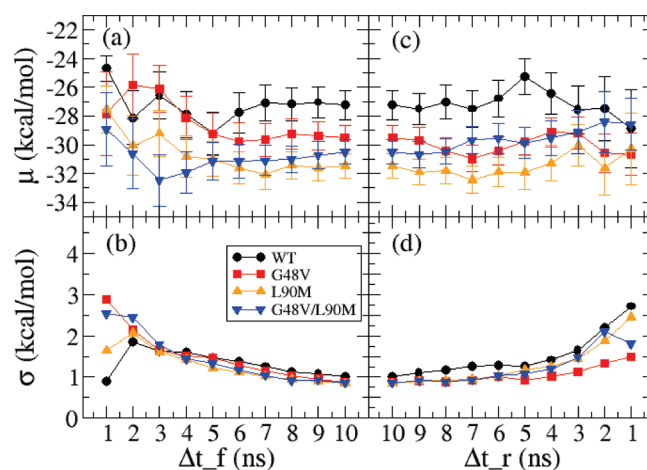 (a)
(c)
-22
-24
-26
-28
-30
-32
-34
μ (kcal/mol)
(b)
(d)
WT
G48V
L90M
G48V/L90M
4
3
2
1
0
σ (kcal/mol)
1 2 3 4 5 6 7 8 9 10
10 9 8 7 6 5 4 3 2 1
Δt_f (ns)
Δt_r (ns)